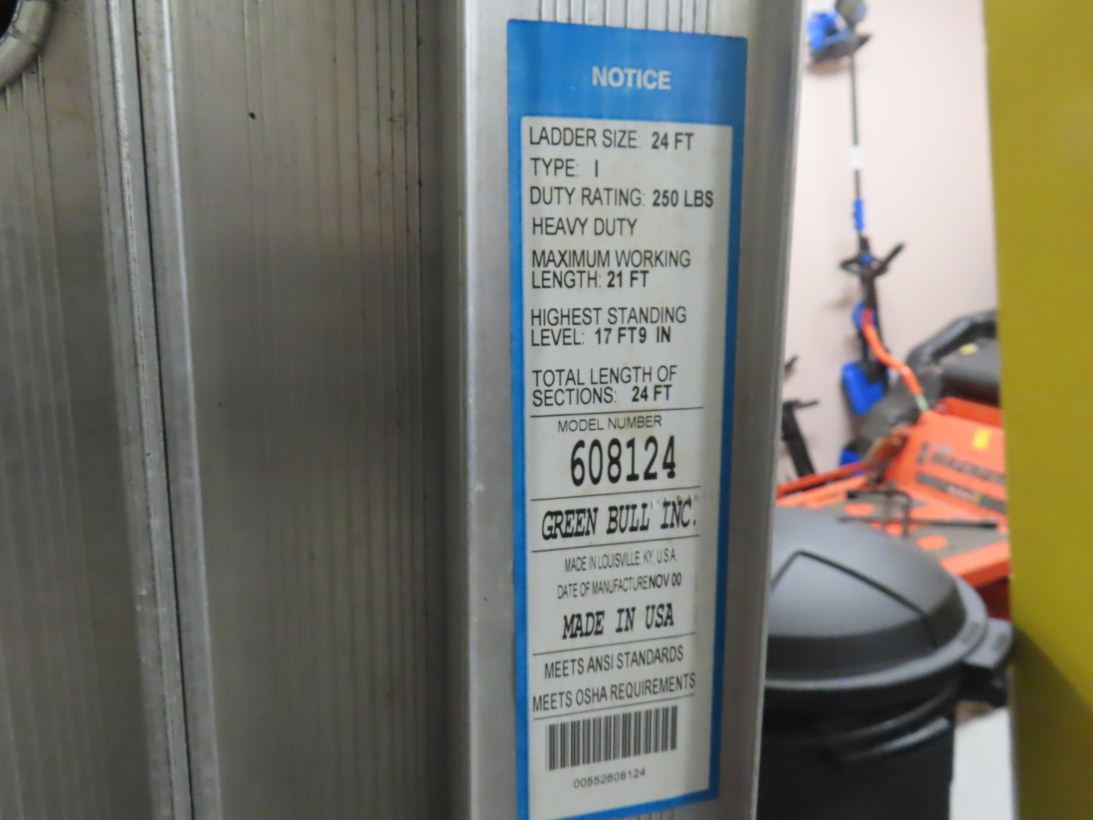 NOTICE
LADDER SIZE: 24 FT
TYPE: I
DUTY RATING: 250 LBS
HEAVY DUTY
MAXIMUM WORKING
LENGTH: 21 FT
HIGHEST STANDING
LEVEL: 17 FT9 IN
TOTAL LENGTH OF
SECTIONS: 24 FT
MODEL NUMBER
608124
GREEN BULL INC.
MADE IN LOUISVILLE, KY, U.S.A
DATE OF MANUFACTURE NOV 00
MADE IN USA
MEETS ANSI STANDARDS
MEETS OSHA REQUIREMENTS
00552608124